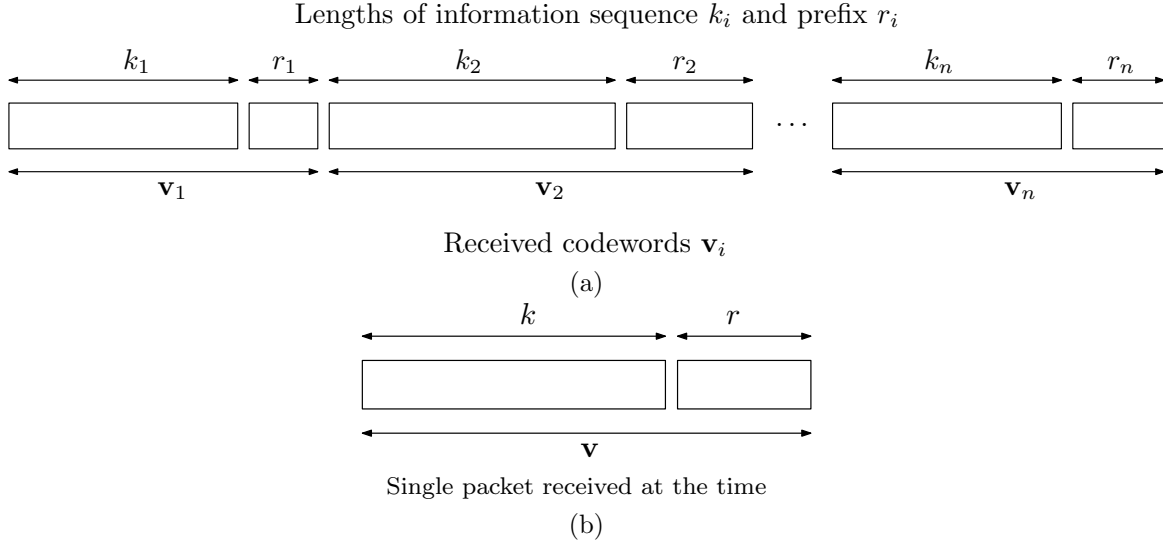 Lengths of information sequence k_i and prefix r_i
k_1 r_1 k_2 r_2 k_n r_n
...
v_1 v_2 v_n
Received codewords v_i
(a)
k r
v
Single packet received at the time
(b)